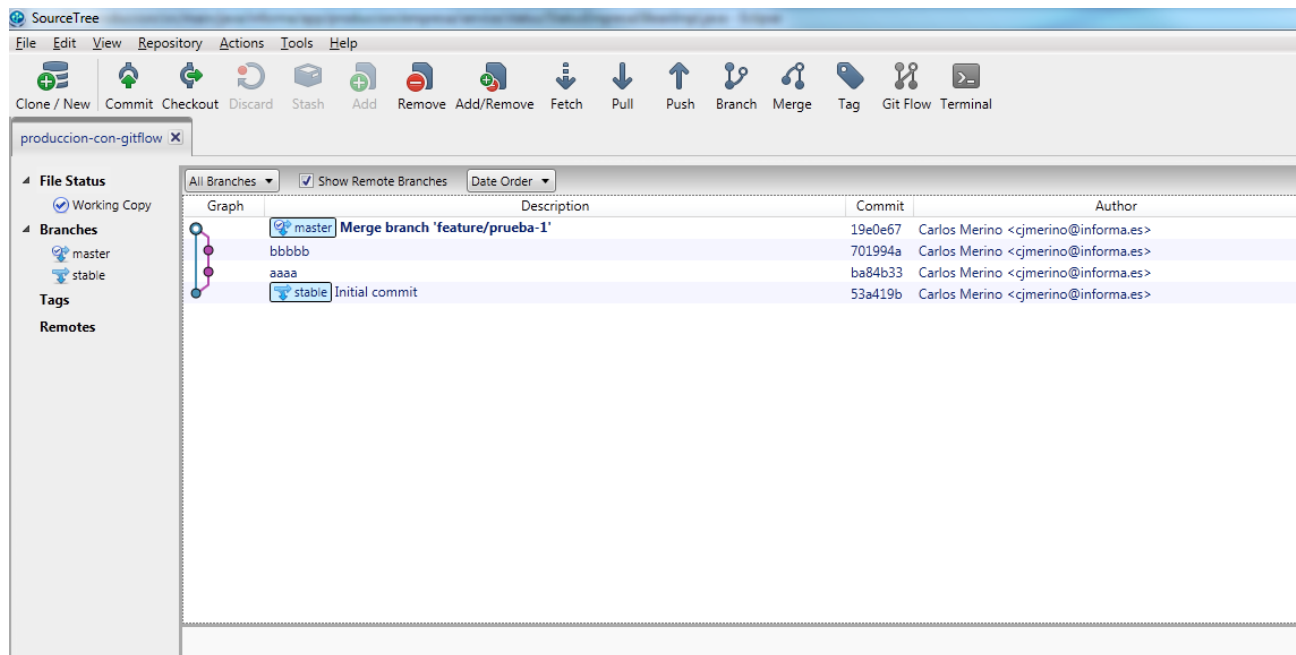 SourceTree
File Edit View Repository Actions Tools Help
Clone / New Commit Checkout Discard Stash Add Remove Add/Remove Fetch Pull Push Branch Merge Tag Git Flow Terminal
produccion-con-gitflow
File Status
Working Copy
Branches
master
stable
Tags
Remotes
All Branches Show Remote Branches Date Order
Graph Description Commit Author
master Merge branch 'feature/prueba-1' 19e0e67 Carlos Merino <cjmerino@informa.es>
bbbbb 701994a Carlos Merino <cjmerino@informa.es>
aaaa ba84b33 Carlos Merino <cjmerino@informa.es>
stable Initial commit 53a419b Carlos Merino <cjmerino@informa.es>